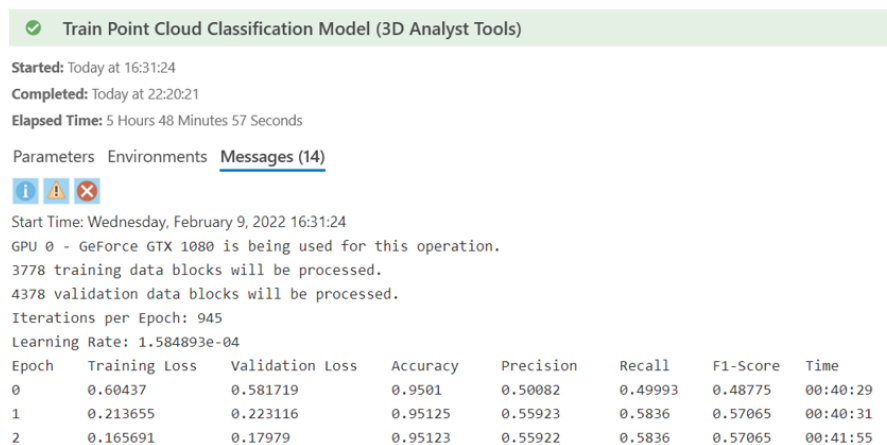 Train Point Cloud Classification Model (3D Analyst Tools)
Started: Today at 16:31:24
Completed: Today at 22:20:21
Elapsed Time: 5 Hours 48 Minutes 57 Seconds
Parameters Environments Messages (14)
Start Time: Wednesday, February 9, 2022 16:31:24
GPU 0 - GeForce GTX 1080 is being used for this operation.
3778 training data blocks will be processed.
4378 validation data blocks will be processed.
Iterations per Epoch: 945
Learning Rate: 1.584893e-04
Epoch Training Loss Validation Loss Accuracy Precision Recall F1-Score Time
0 0.60437 0.581719 0.9501 0.50082 0.49993 0.48775 00:40:29
1 0.213655 0.223116 0.95125 0.55923 0.5836 0.57065 00:40:31
2 0.165691 0.17979 0.95123 0.55922 0.5836 0.57065 00:41:55